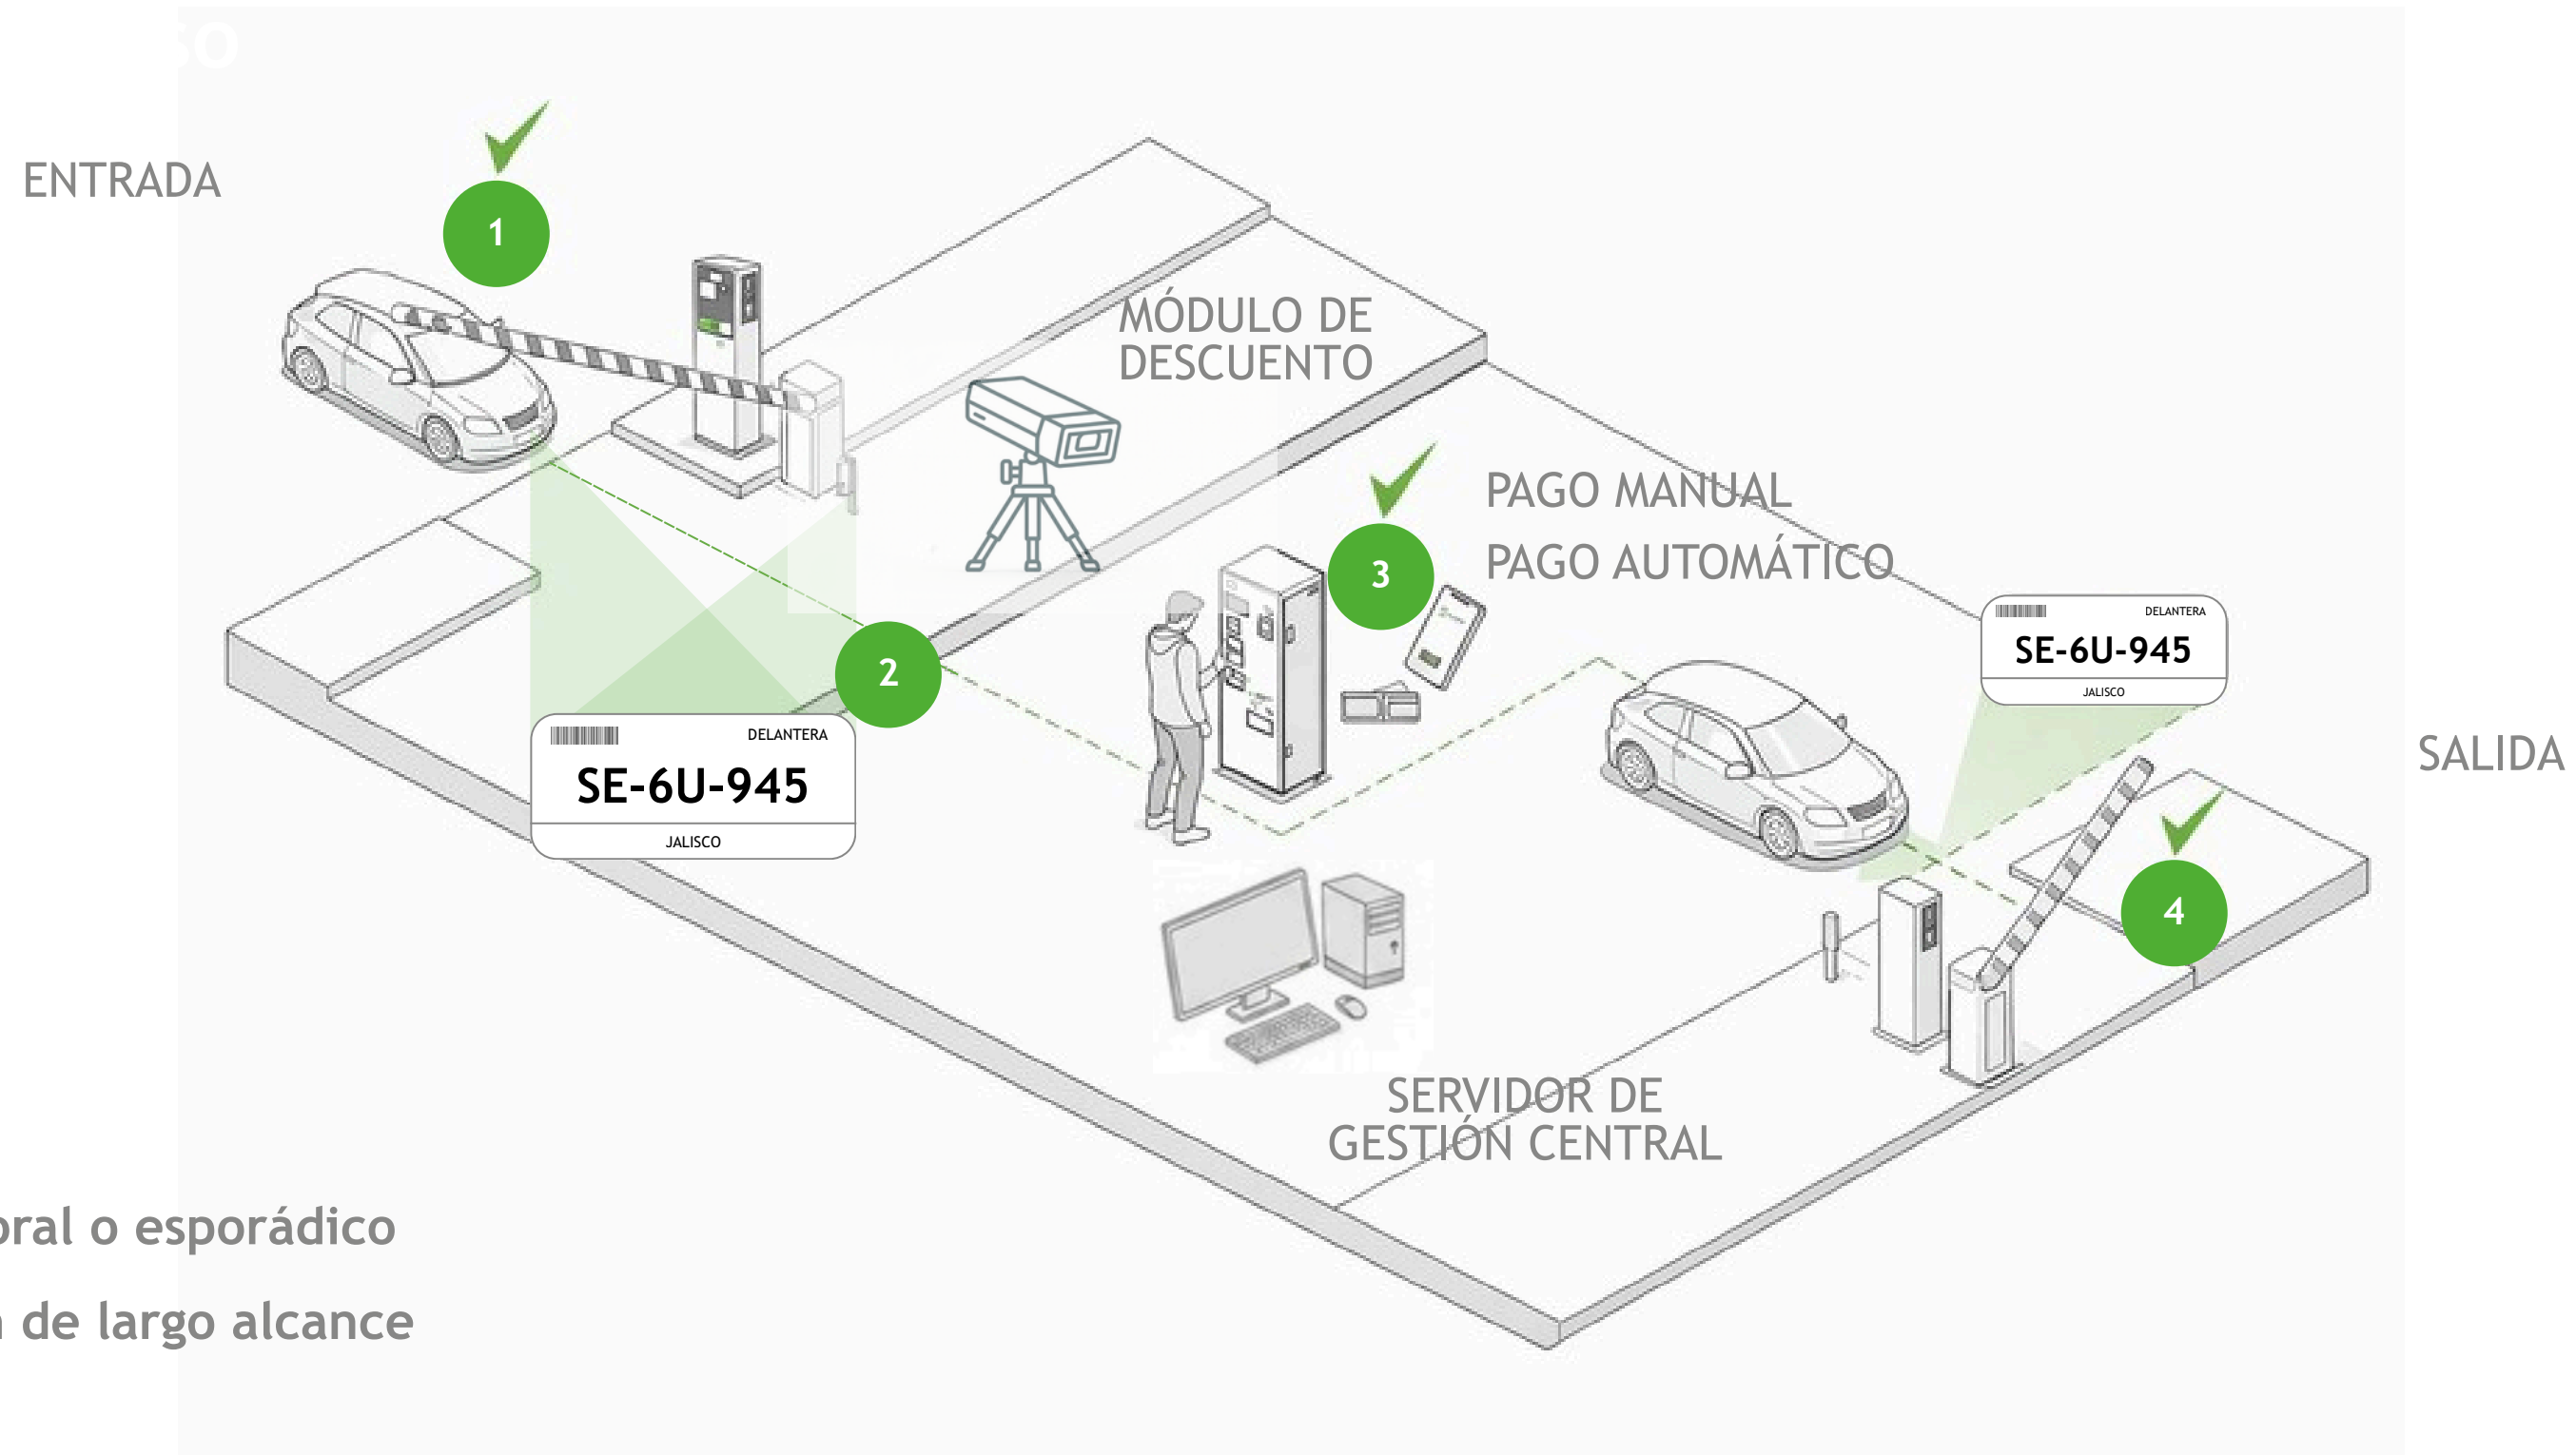 ENTRADA
1
MÓDULO DE
DESCUENTO
PAGO MANUAL
3
PAGO AUTOMÁTICO
DELANTERA
SE-6U-945
JALISCO
2
DELANTERA
SE-6U-945
JALISCO
SALIDA
4
SERVIDOR DE
GESTIÓN CENTRAL
oral o esporádico
de largo alcance